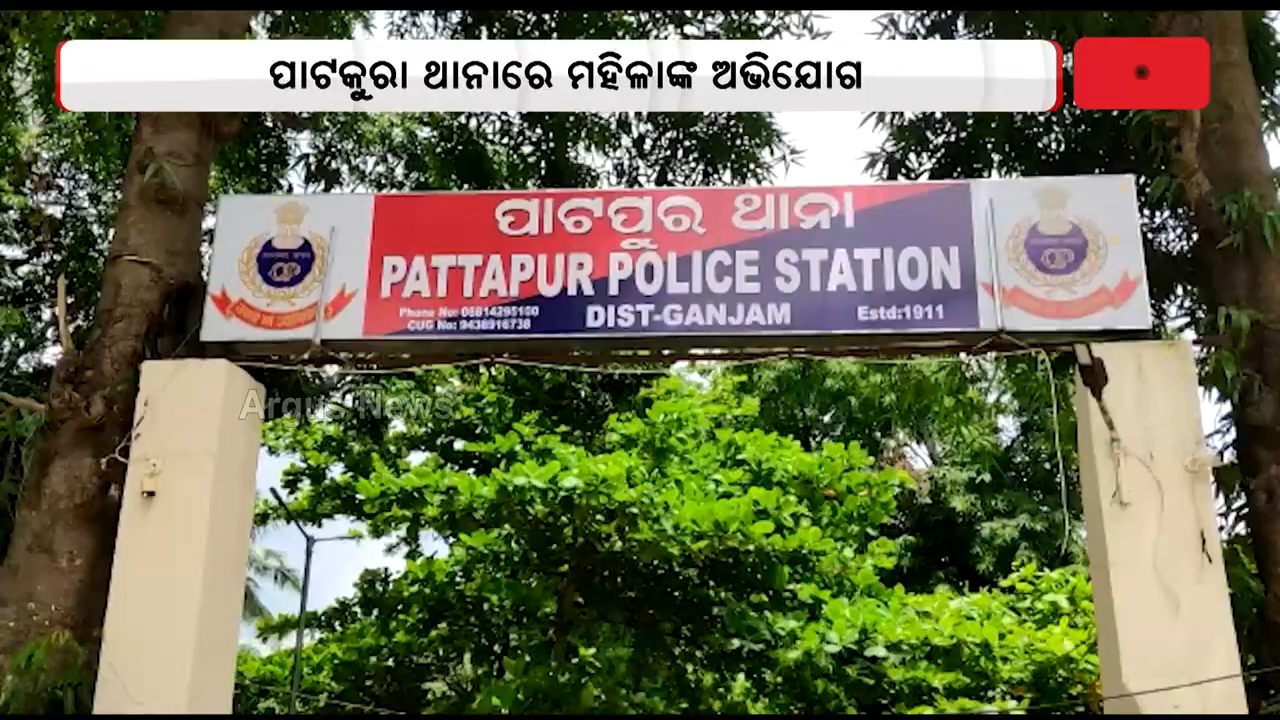 ପାଟକୁରା ଥାନାରେ ମହିଳାଙ୍କ ଅଭିଯୋଗ
ପାଟପୁର ଥାନା
PATTAPUR POLICE STATION
Phone No: 06814295100
CUG No: 9438916738
DIST-GANJAM
Estd:1911
Argus News